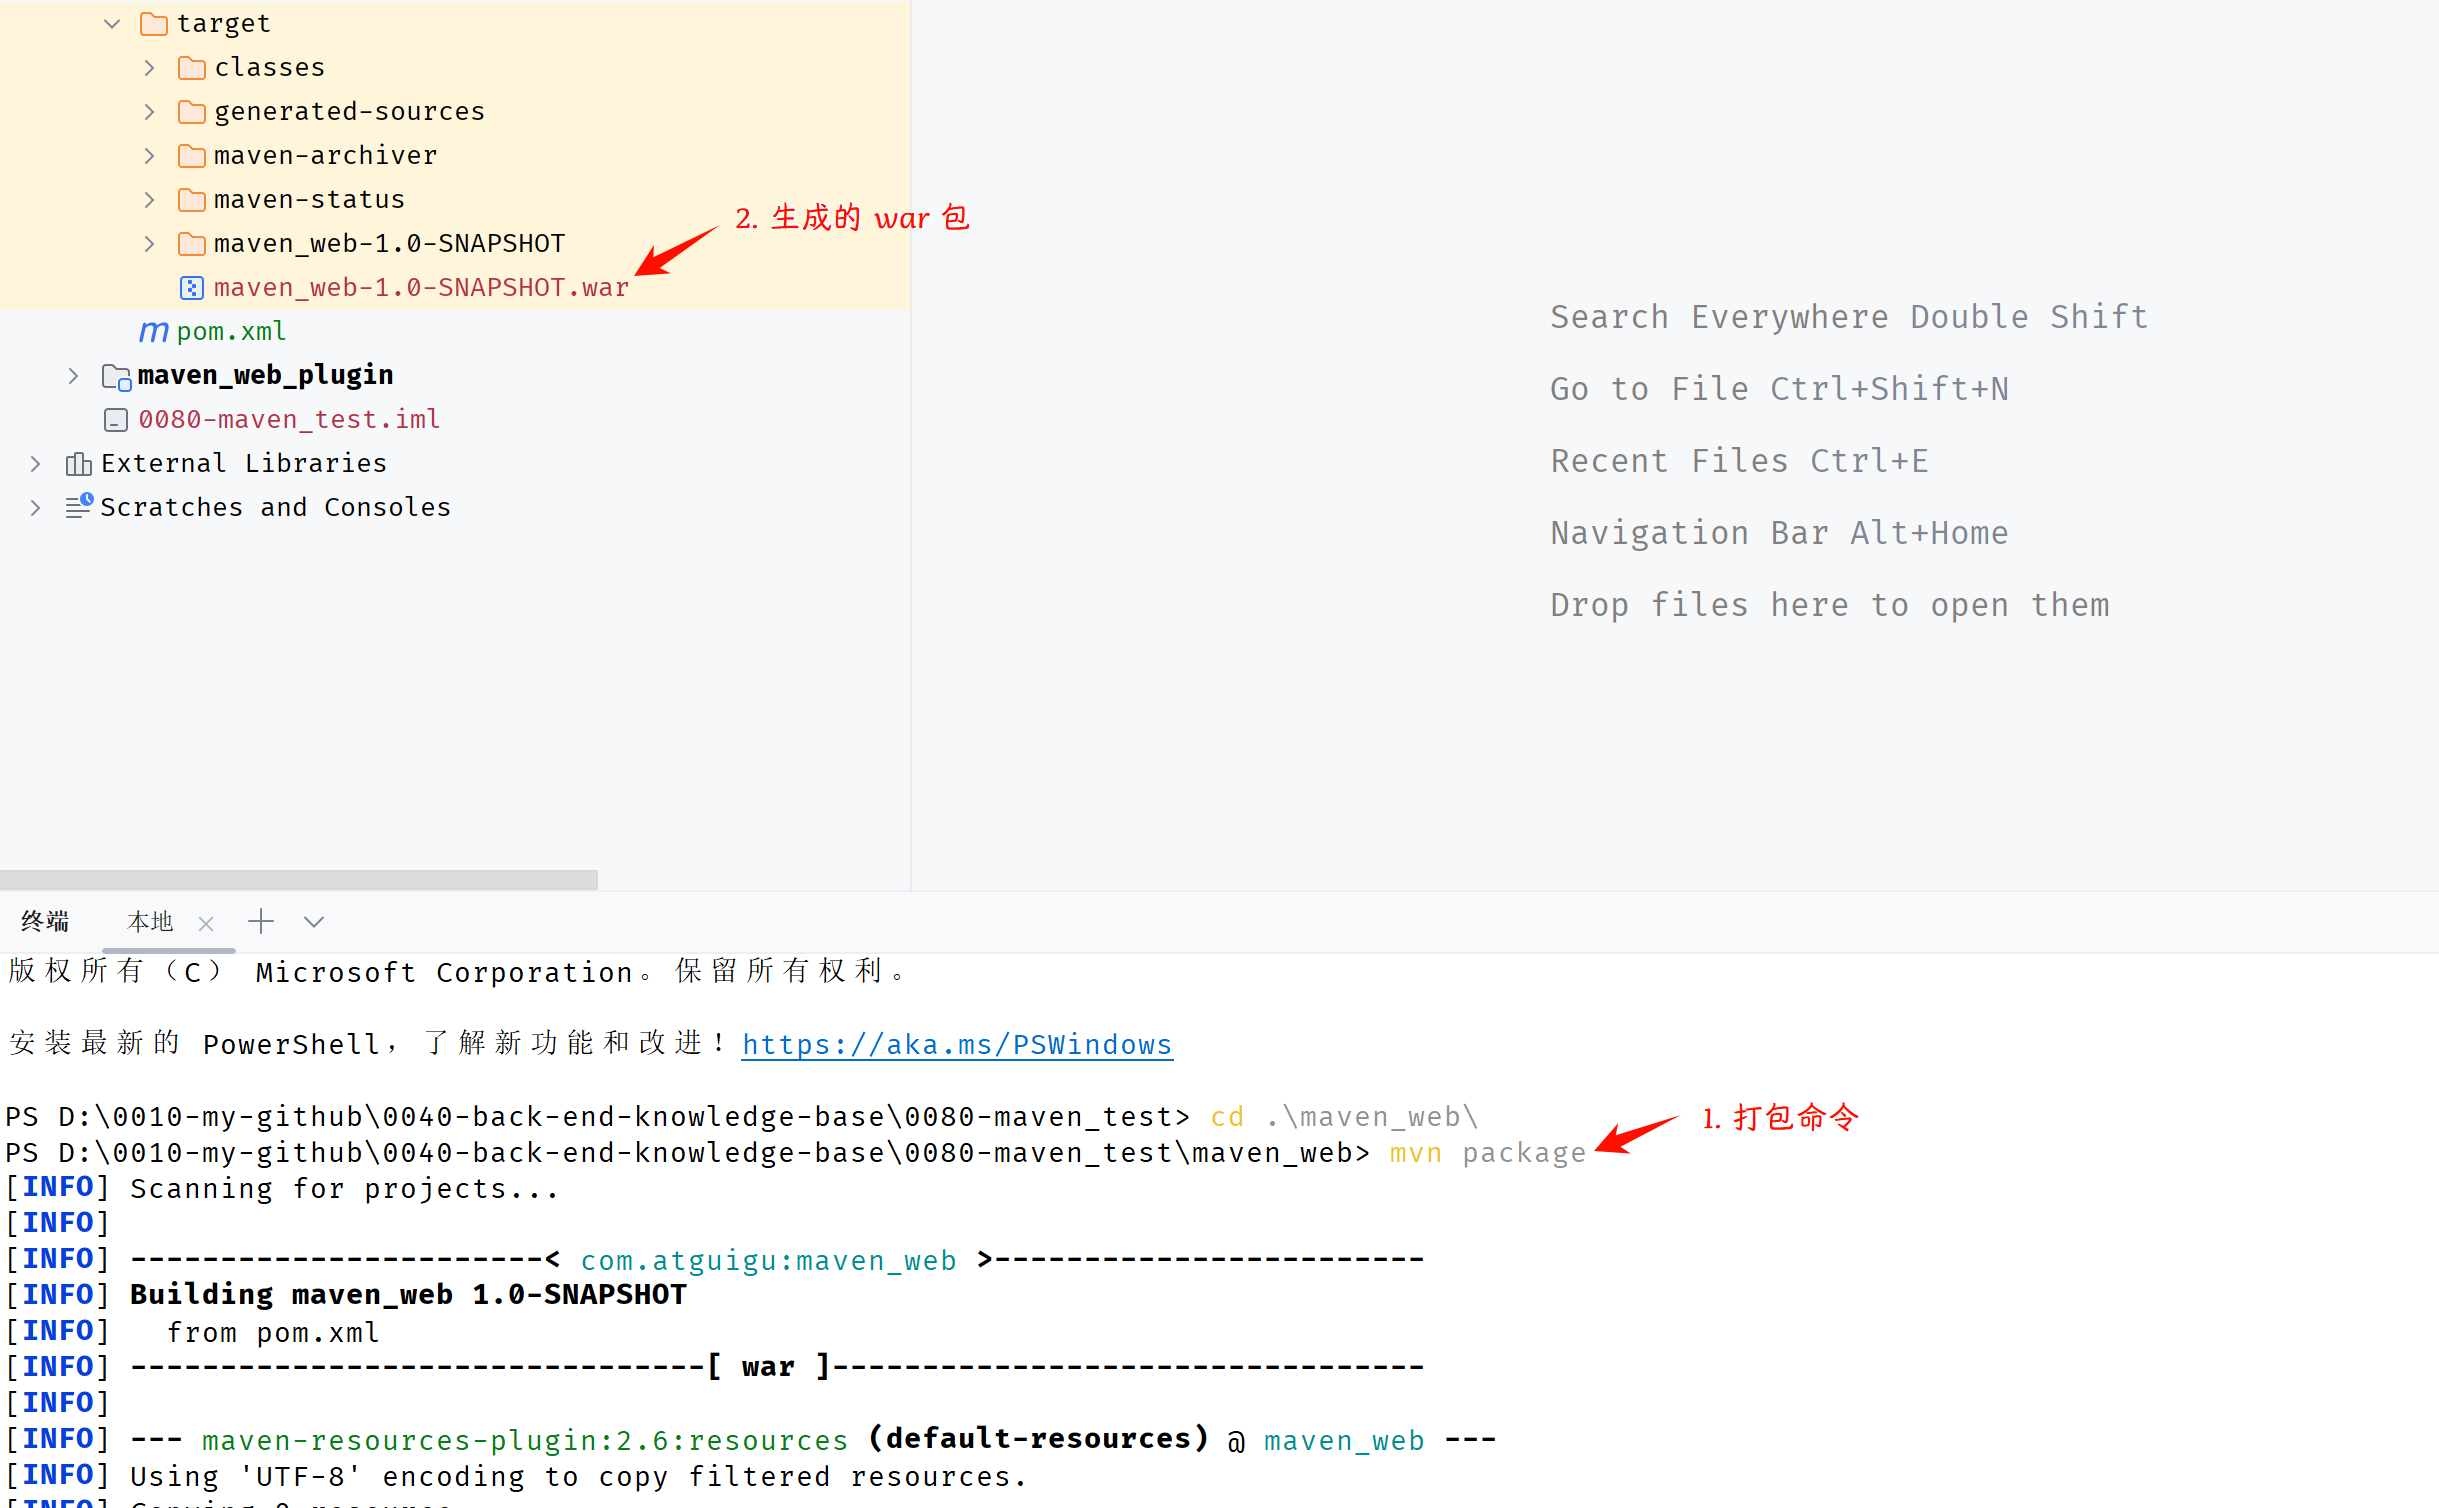 target
classes
generated-sources
maven-archiver
maven-status
2. 生成的 war 包
maven_web-1.0-SNAPSHOT
maven_web-1.0-SNAPSHOT.war
pom.xml
maven_web_plugin
0080-maven_test.iml
External Libraries
Scratches and Consoles
Search Everywhere Double Shift
Go to File Ctrl+Shift+N
Recent Files Ctrl+E
Navigation Bar Alt+Home
Drop files here to open them
终端 本地
版权所有（C） Microsoft Corporation。保留所有权利。
安装最新的 PowerShell，了解新功能和改进！https://aka.ms/PSWindows
PS D:\0010-my-github\0040-back-end-knowledge-base\0080-maven_test> cd .\maven_web\
1. 打包命令
PS D:\0010-my-github\0040-back-end-knowledge-base\0080-maven_test\maven_web> mvn package
[INFO] Scanning for projects...
[INFO]
[INFO] -----------------------< com.atguigu:maven_web >------------------------
[INFO] Building maven_web 1.0-SNAPSHOT
[INFO]   from pom.xml
[INFO] --------------------------------[ war ]---------------------------------
[INFO]
[INFO] --- maven-resources-plugin:2.6:resources (default-resources) @ maven_web ---
[INFO] Using 'UTF-8' encoding to copy filtered resources.